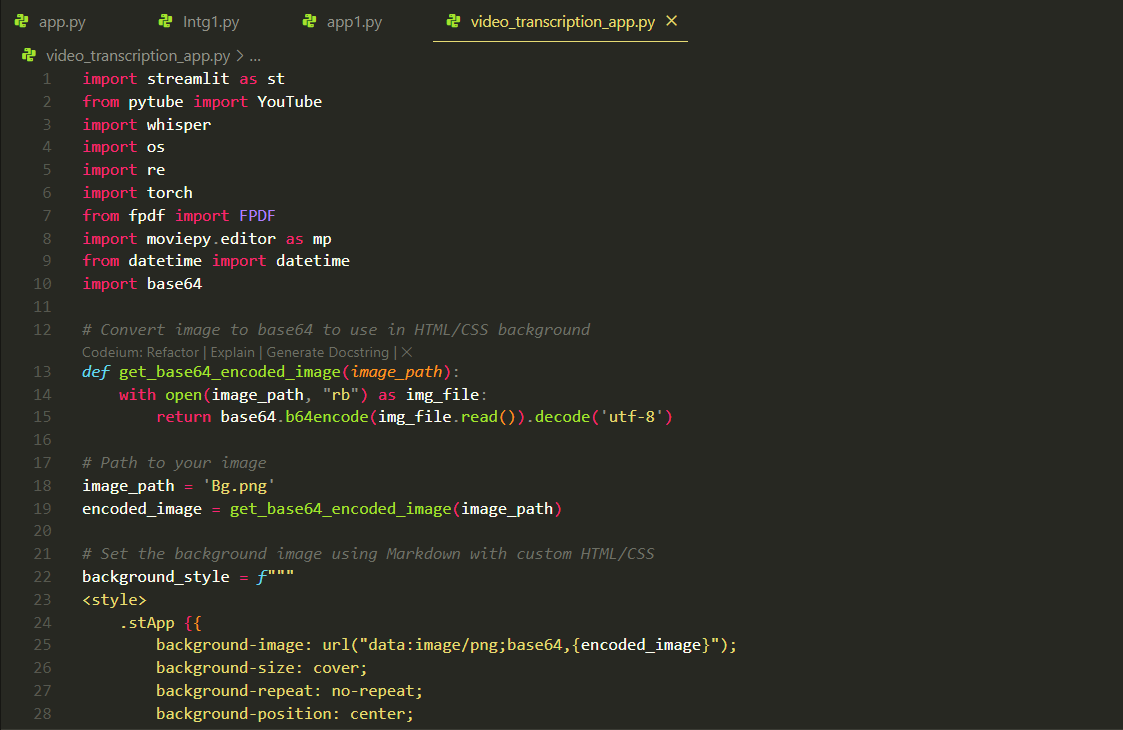 app.py Intg1.py app1.py video_transcription_app.py ×
video_transcription_app.py > ...
1 import streamlit as st
2 from pytube import YouTube
3 import whisper
4 import os
5 import re
6 import torch
7 from fpdf import FPDF
8 import moviepy.editor as mp
9 from datetime import datetime
10 import base64
11
12 # Convert image to base64 to use in HTML/CSS background
Codeium: Refactor | Explain | Generate Docstring | ×
13 def get_base64_encoded_image(image_path):
14     with open(image_path, "rb") as img_file:
15         return base64.b64encode(img_file.read()).decode('utf-8')
16
17 # Path to your image
18 image_path = 'Bg.png'
19 encoded_image = get_base64_encoded_image(image_path)
20
21 # Set the background image using Markdown with custom HTML/CSS
22 background_style = f"""
23 <style>
24     .stApp {{
25         background-image: url("data:image/png;base64,{encoded_image}");
26         background-size: cover;
27         background-repeat: no-repeat;
28         background-position: center;